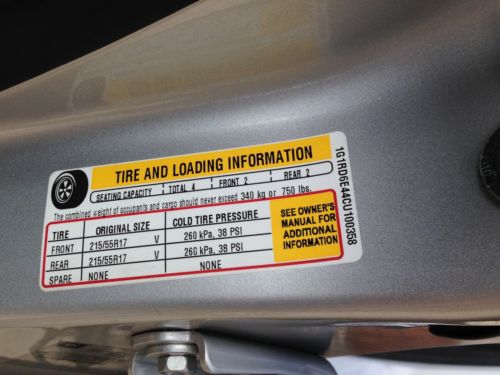 TIRE AND LOADING INFORMATION
SEATING CAPACITY TOTAL 4 FRONT 2 REAR 2
The combined weight of occupants and cargo should never exceed 340 kg or 750 lbs.
TIRE ORIGINAL SIZE COLD TIRE PRESSURE
FRONT 215/55R17 V 260 kPa, 38 PSI
REAR 215/55R17 V 260 kPa, 38 PSI
SPARE NONE NONE
SEE OWNER'S
MANUAL FOR
ADDITIONAL
INFORMATION
1G1RD6E44CU100358